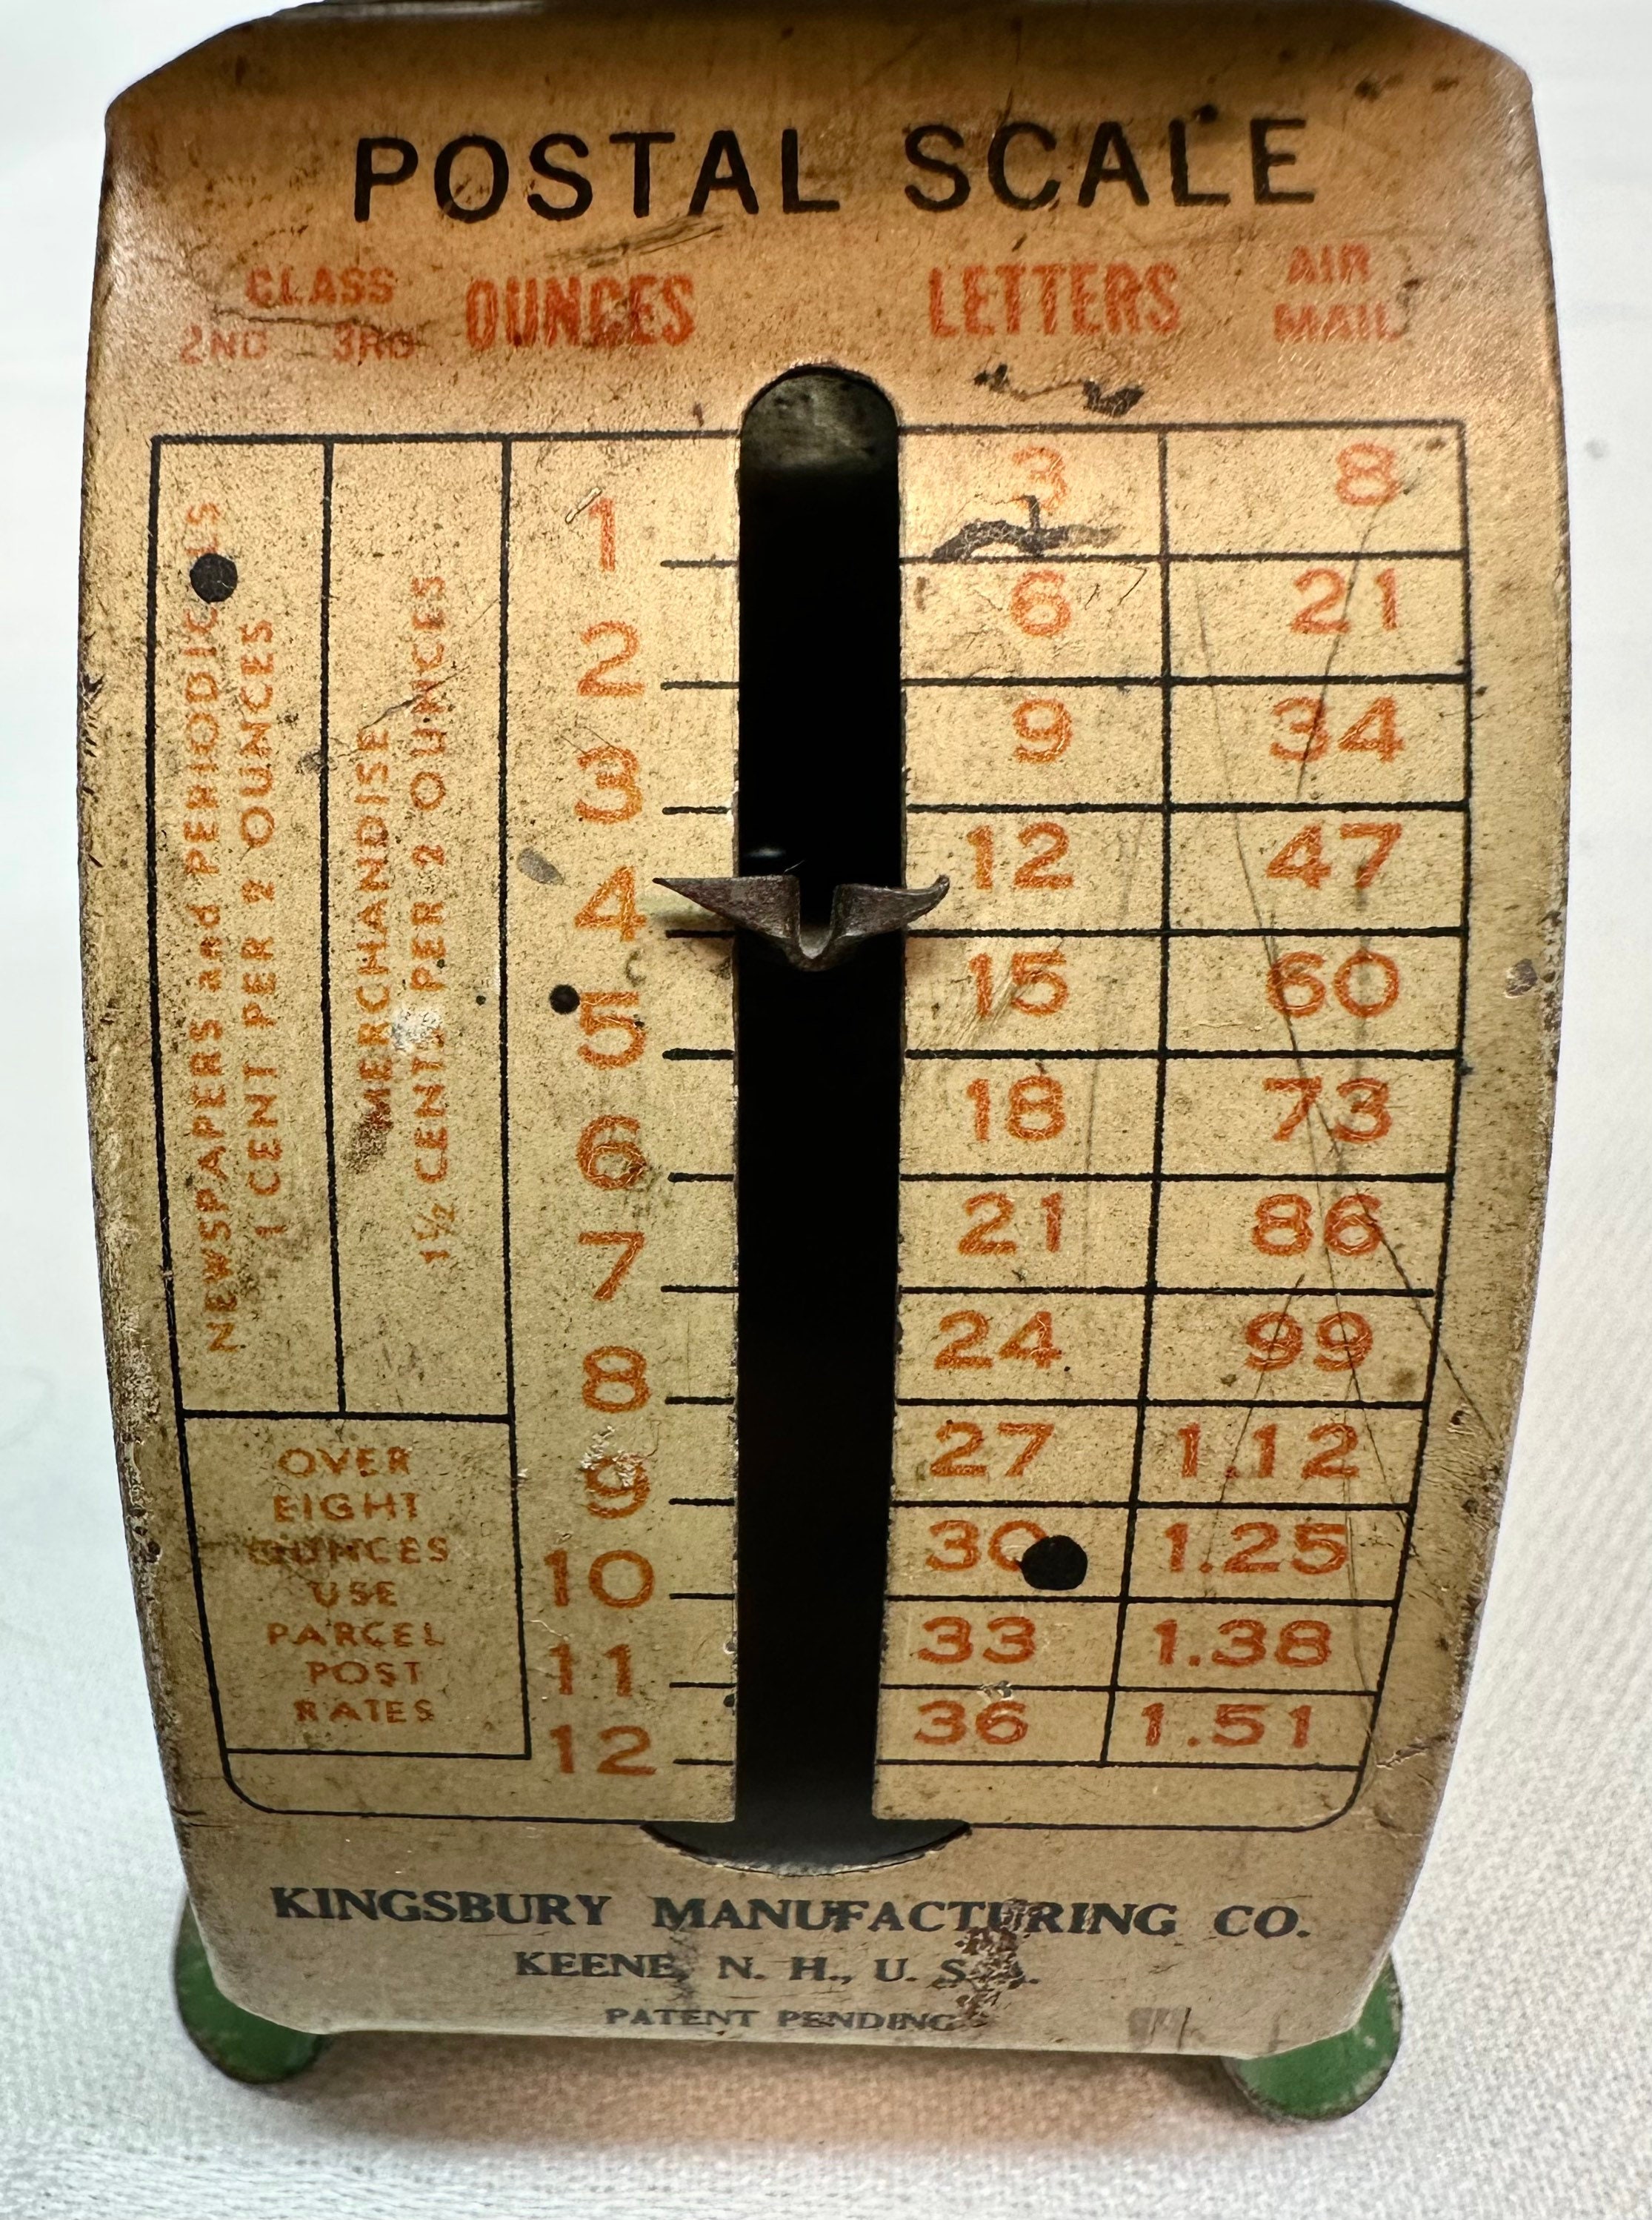 POSTAL SCALE
CLASS
2ND 3RD
OUNCES
LETTERS
AIR
MAIL
NEWSPAPERS and PERIODICALS
1 CENT PER 2 OUNCES
MERCHANDISE
1½ CENTS PER 2 OUNCES
1 3 8
2 6 21
3 9 34
4 12 47
5 15 60
6 18 73
7 21 86
8 24 99
9 27 1.12
10 30 1.25
11 33 1.38
12 36 1.51
OVER
EIGHT
OUNCES
USE
PARCEL
POST
RATES
KINGSBURY MANUFACTURING CO.
KEENE, N. H., U. S. A.
PATENT PENDING